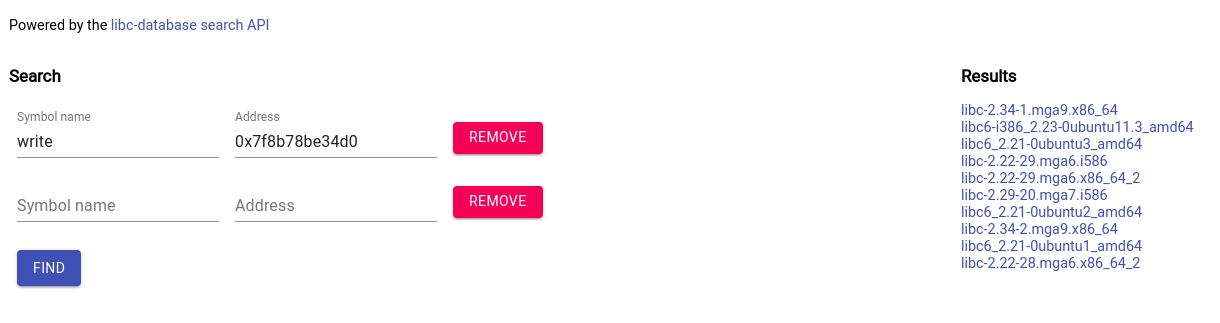 Powered by the libc-database search API
Search
Symbol name Address
write 0x7f8b78be34d0 REMOVE
Symbol name Address REMOVE
FIND
Results
libc-2.34-1.mga9.x86_64
libc6-i386_2.23-0ubuntu11.3_amd64
libc6_2.21-0ubuntu3_amd64
libc-2.22-29.mga6.i586
libc-2.22-29.mga6.x86_64_2
libc-2.29-20.mga7.i586
libc6_2.21-0ubuntu2_amd64
libc-2.34-2.mga9.x86_64
libc6_2.21-0ubuntu1_amd64
libc-2.22-28.mga6.x86_64_2